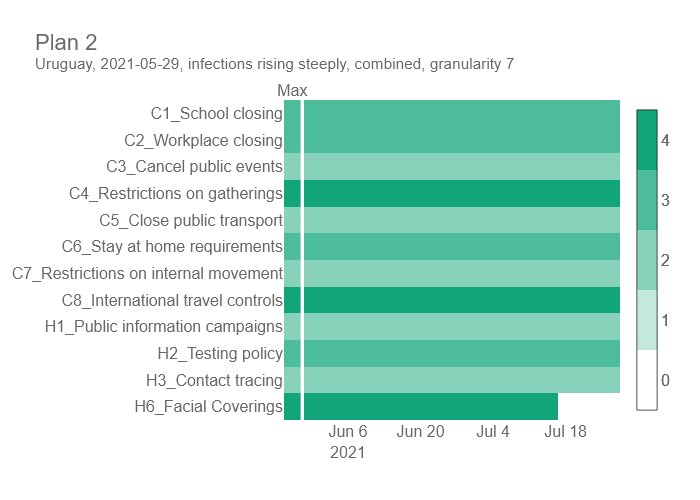 Plan 2
Uruguay, 2021-05-29, infections rising steeply, combined, granularity 7
Max
C1_School closing
C2_Workplace closing
C3_Cancel public events
C4_Restrictions on gatherings
C5_Close public transport
C6_Stay at home requirements
C7_Restrictions on internal movement
C8_International travel controls
H1_Public information campaigns
H2_Testing policy
H3_Contact tracing
H6_Facial Coverings
Jun 6 Jun 20 Jul 4 Jul 18
2021
4
3
2
1
0